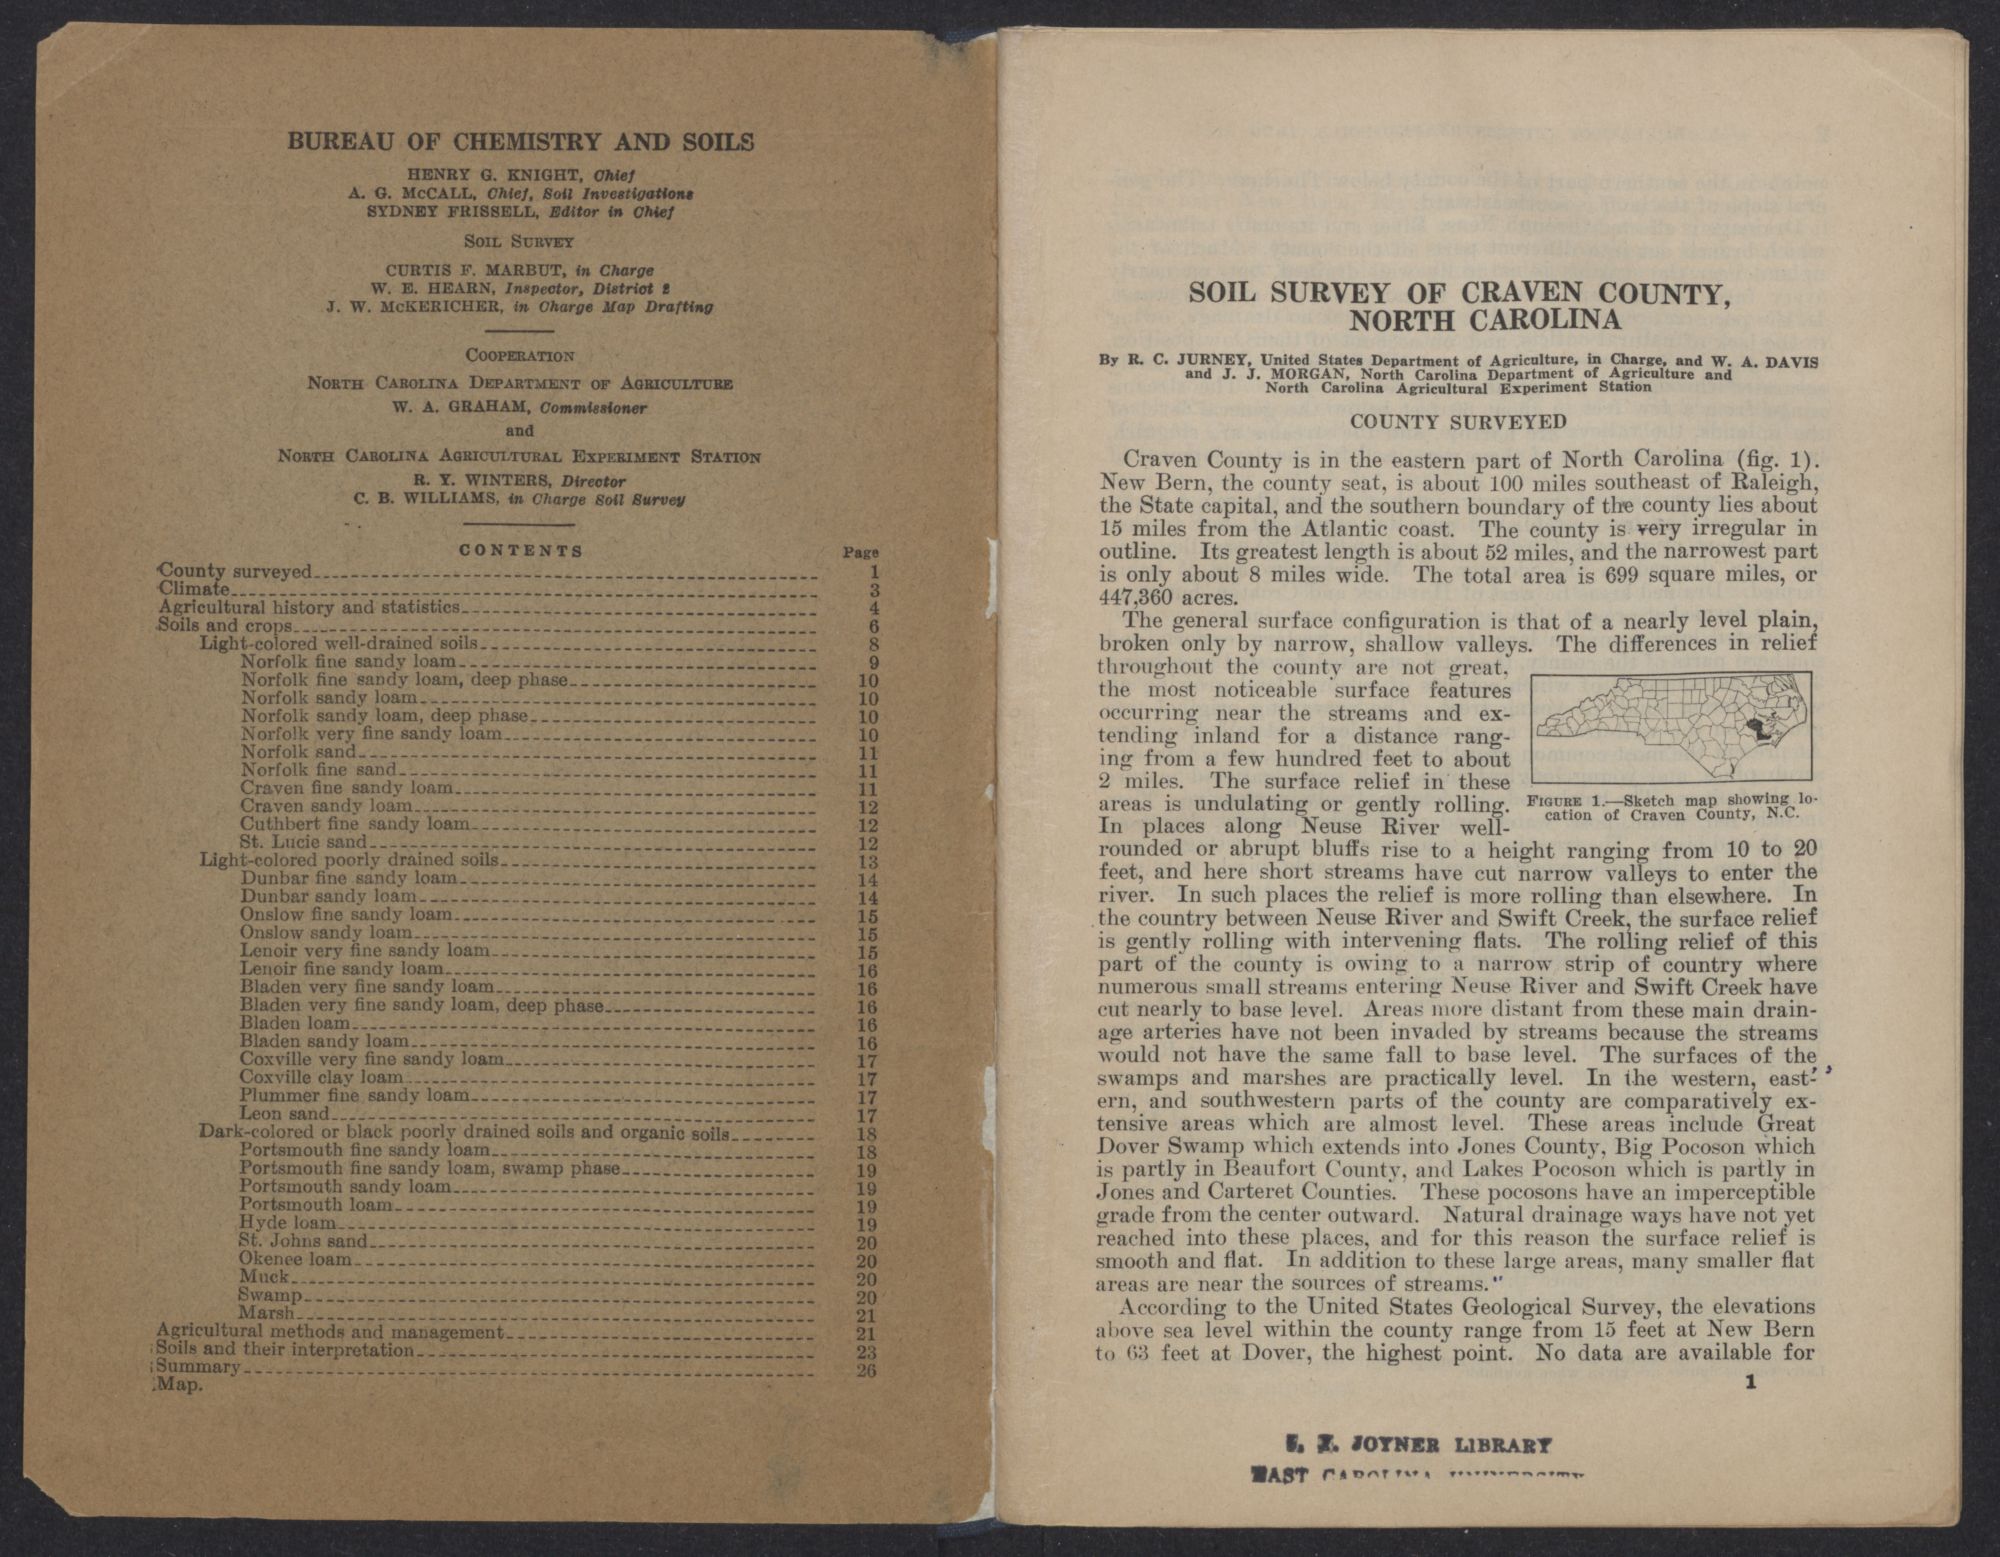 BUREAU OF CHEMISTRY AND SOILS
HENRY G. KNIGHT, Chief
A. G. McCALL, Chief, Soil Investigations
SYDNEY FRISSELL, Editor in Chief
SOIL SURVEY
CURTIS F. MARBUT, in Charge
W. E. HEARN, Inspector, District 2
J. W. McKERICHER, in Charge Map Drafting
COOPERATION
NORTH CAROLINA DEPARTMENT OF AGRICULTURE
W. A. GRAHAM, Commissioner
and
NORTH CAROLINA AGRICULTURAL EXPERIMENT STATION
R. Y. WINTERS, Director
C. B. WILLIAMS, in Charge Soil Survey
CONTENTS Page
County surveyed 1
Climate 3
Agricultural history and statistics 4
Soils and crops 6
Light-colored well-drained soils 8
Norfolk fine sandy loam 9
Norfolk fine sandy loam, deep phase 10
Norfolk sandy loam 10
Norfolk sandy loam, deep phase 10
Norfolk very fine sandy loam 10
Norfolk sand 11
Norfolk fine sand 11
Craven fine sandy loam 11
Craven sandy loam 12
Cuthbert fine sandy loam 12
St. Lucie sand 12
Light-colored poorly drained soils 13
Dunbar fine sandy loam 14
Dunbar sandy loam 14
Onslow fine sandy loam 15
Onslow sandy loam 15
Lenoir very fine sandy loam 15
Lenoir fine sandy loam 16
Bladen very fine sandy loam 16
Bladen very fine sandy loam, deep phase 16
Bladen loam 16
Bladen sandy loam 16
Coxville very fine sandy loam 17
Coxville clay loam 17
Plummer fine sandy loam 17
Leon sand 17
Dark-colored or black poorly drained soils and organic soils 18
Portsmouth fine sandy loam 18
Portsmouth fine sandy loam, swamp phase 19
Portsmouth sandy loam 19
Portsmouth loam 19
Hyde loam 19
St. Johns sand 20
Okenee loam 20
Muck 20
Swamp 20
Marsh 21
Agricultural methods and management 21
Soils and their interpretation 23
Summary 26
Map.
SOIL SURVEY OF CRAVEN COUNTY,
NORTH CAROLINA
By R. C. JURNEY, United States Department of Agriculture, in Charge, and W. A. DAVIS
and J. J. MORGAN, North Carolina Department of Agriculture and
North Carolina Agricultural Experiment Station
COUNTY SURVEYED
Craven County is in the eastern part of North Carolina (fig. 1).
New Bern, the county seat, is about 100 miles southeast of Raleigh,
the State capital, and the southern boundary of the county lies about
15 miles from the Atlantic coast. The county is very irregular in
outline. Its greatest length is about 52 miles, and the narrowest part
is only about 8 miles wide. The total area is 699 square miles, or
447,360 acres.
The general surface configuration is that of a nearly level plain,
broken only by narrow, shallow valleys. The differences in relief
throughout the county are not great,
the most noticeable surface features
occurring near the streams and ex-
tending inland for a distance rang-
ing from a few hundred feet to about
2 miles. The surface relief in these
areas is undulating or gently rolling.
In places along Neuse River well-
FIGURE 1.—Sketch map showing lo-
cation of Craven County, N.C.
rounded or abrupt bluffs rise to a height ranging from 10 to 20
feet, and here short streams have cut narrow valleys to enter the
river. In such places the relief is more rolling than elsewhere. In
the country between Neuse River and Swift Creek, the surface relief
is gently rolling with intervening flats. The rolling relief of this
part of the county is owing to a narrow strip of country where
numerous small streams entering Neuse River and Swift Creek have
cut nearly to base level. Areas more distant from these main drain-
age arteries have not been invaded by streams because the streams
would not have the same fall to base level. The surfaces of the
swamps and marshes are practically level. In the western, east-
ern, and southwestern parts of the county are comparatively ex-
tensive areas which are almost level. These areas include Great
Dover Swamp which extends into Jones County, Big Pocoson which
is partly in Beaufort County, and Lakes Pocoson which is partly in
Jones and Carteret Counties. These pocosons have an imperceptible
grade from the center outward. Natural drainage ways have not yet
reached into these places, and for this reason the surface relief is
smooth and flat. In addition to these large areas, many smaller flat
areas are near the sources of streams."
According to the United States Geological Survey, the elevations
above sea level within the county range from 15 feet at New Bern
to 63 feet at Dover, the highest point. No data are available for
1
JOYNER LIBRARY
EAST CAROLINA